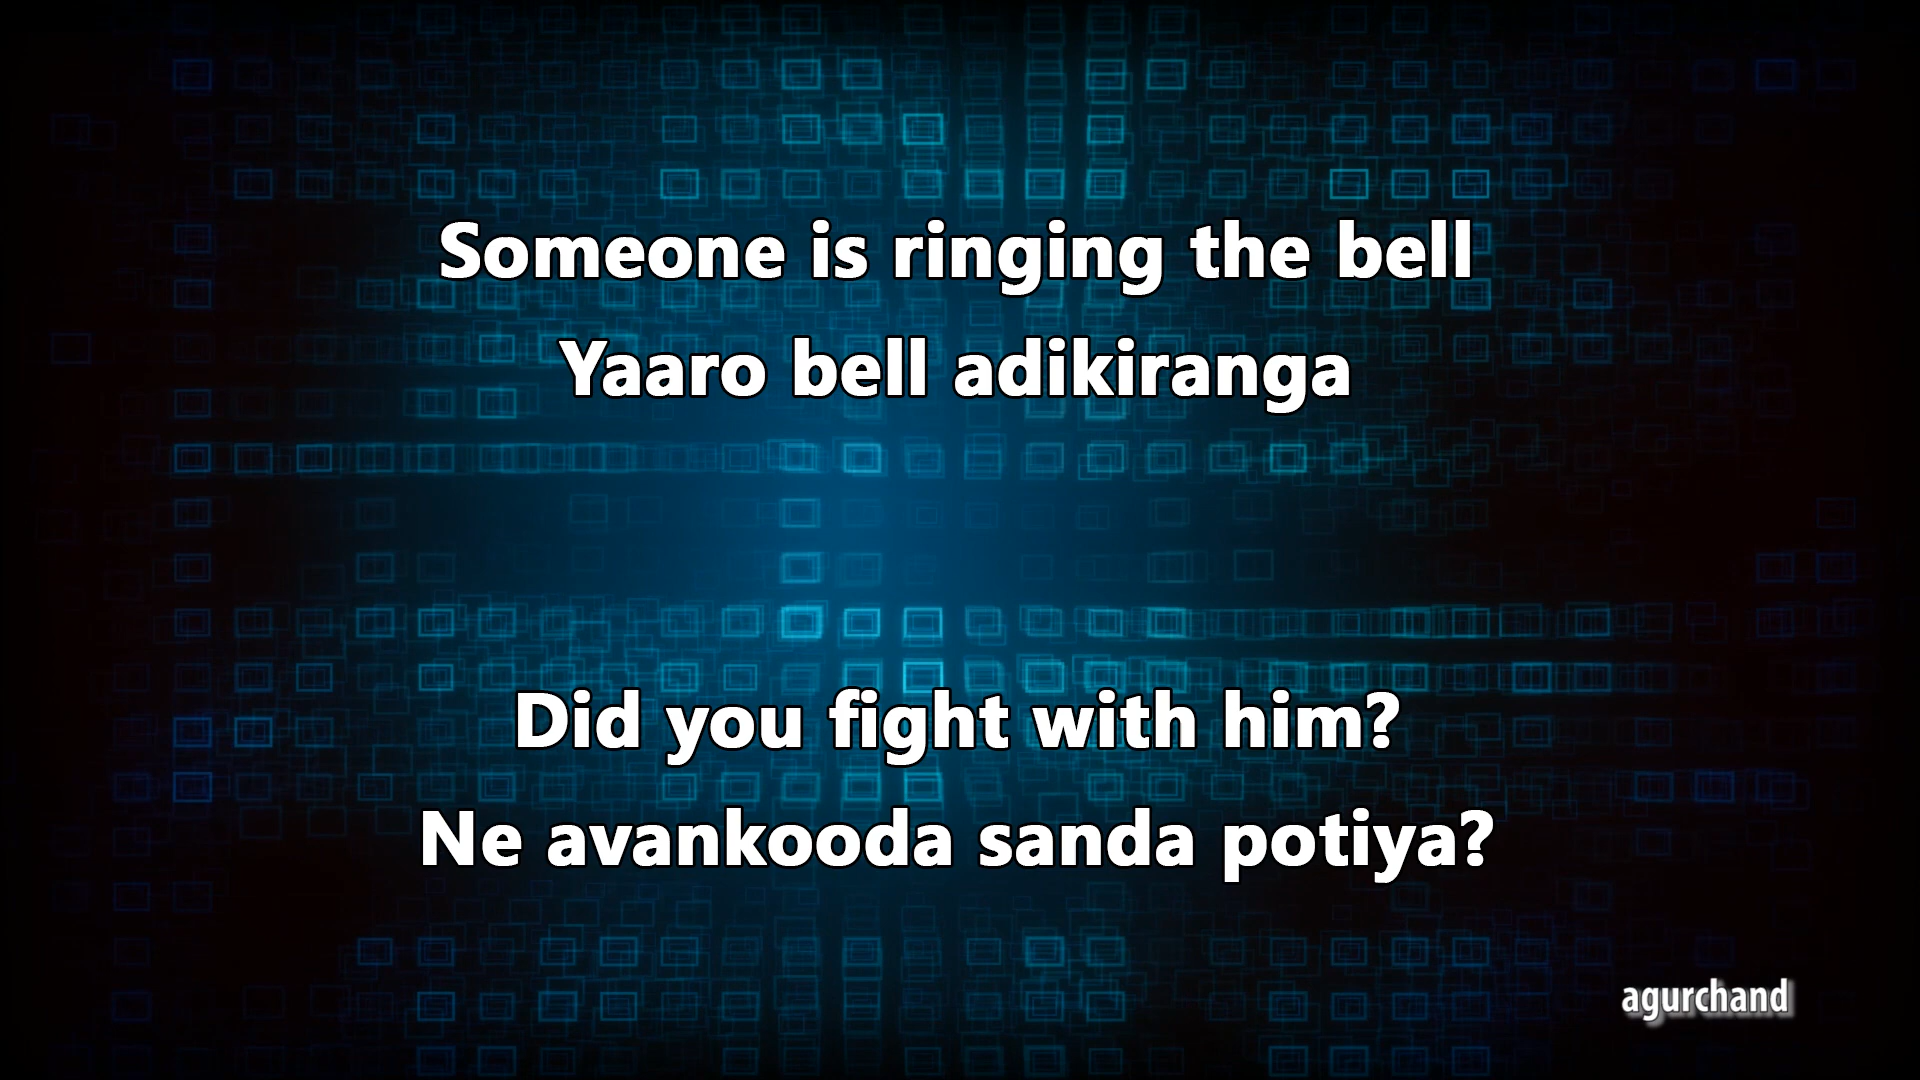 Someone is ringing the bell
Yaaro bell adikiranga
Did you fight with him?
Ne avankooda sanda potiya?
agurchand